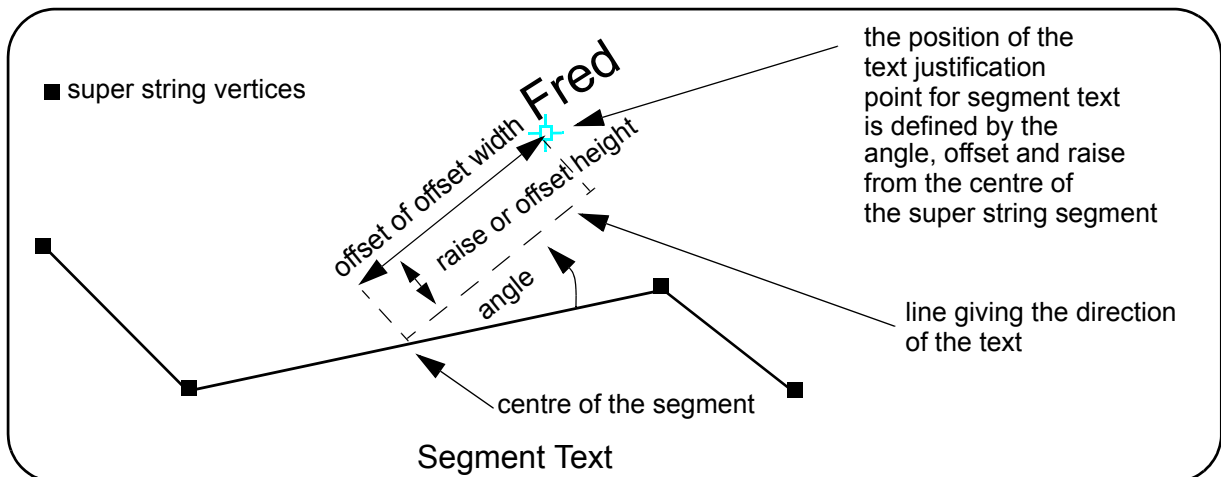 super string vertices
Fred
offset of offset width
raise or offset height
angle
the position of the
text justification
point for segment text
is defined by the
angle, offset and raise
from the centre of
the super string segment
line giving the direction
of the text
centre of the segment
Segment Text